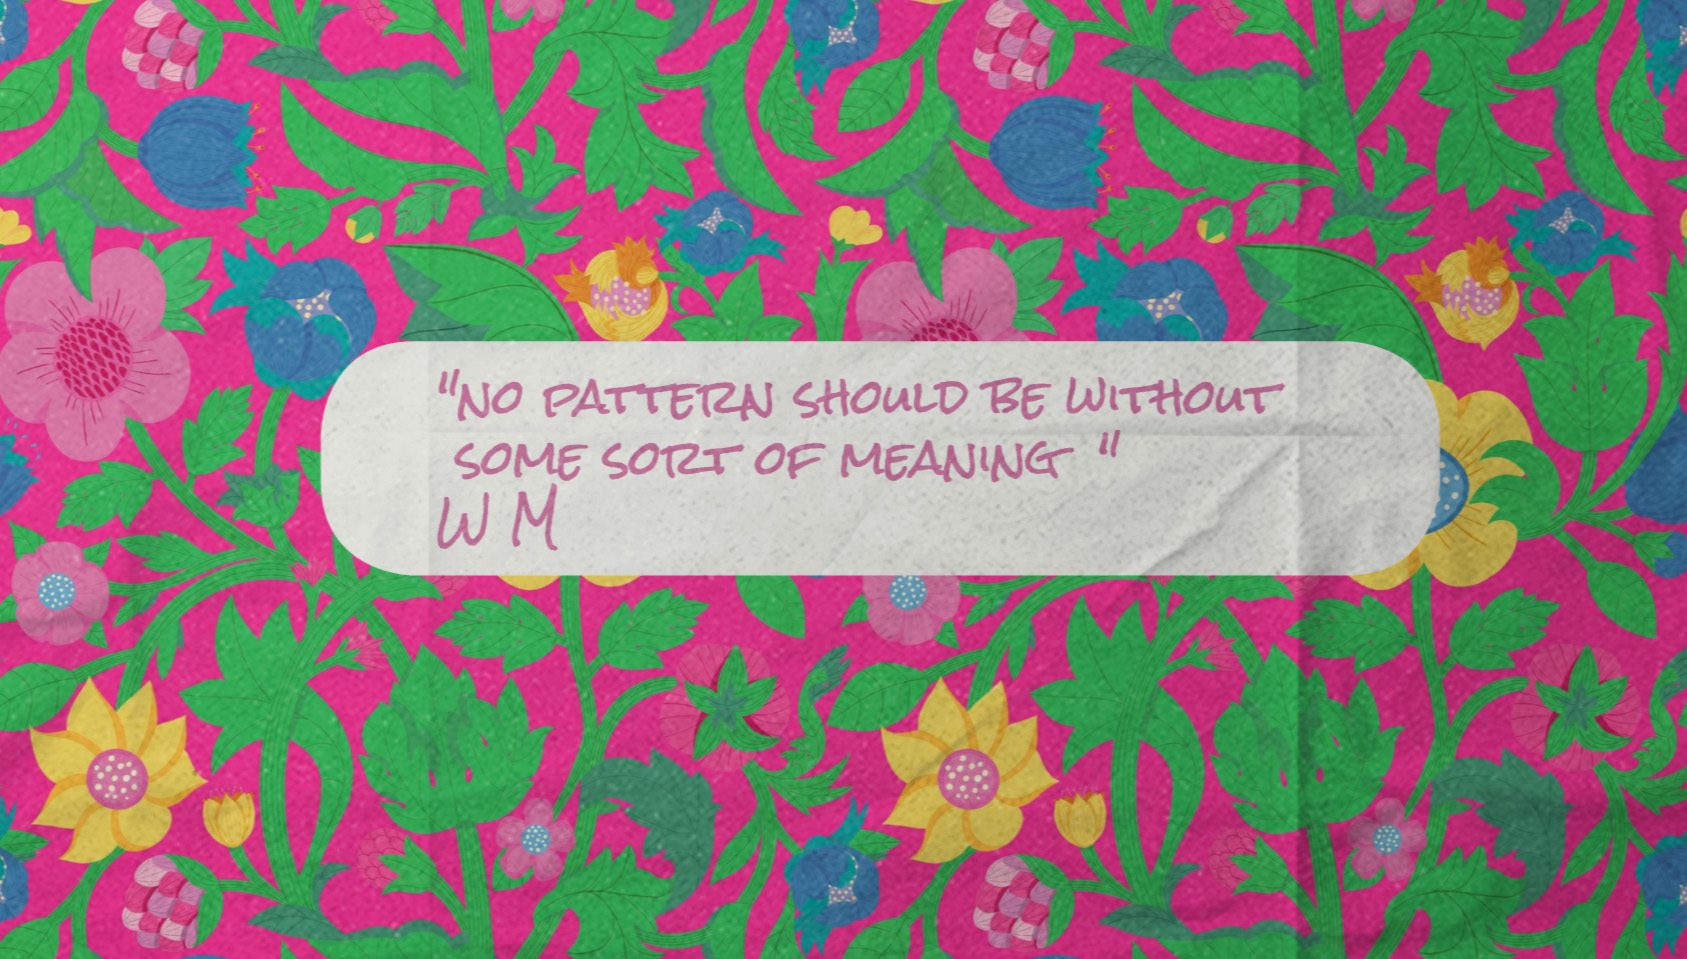 "NO PATTERN SHOULD BE WITHOUT
SOME SORT OF MEANING "
W M